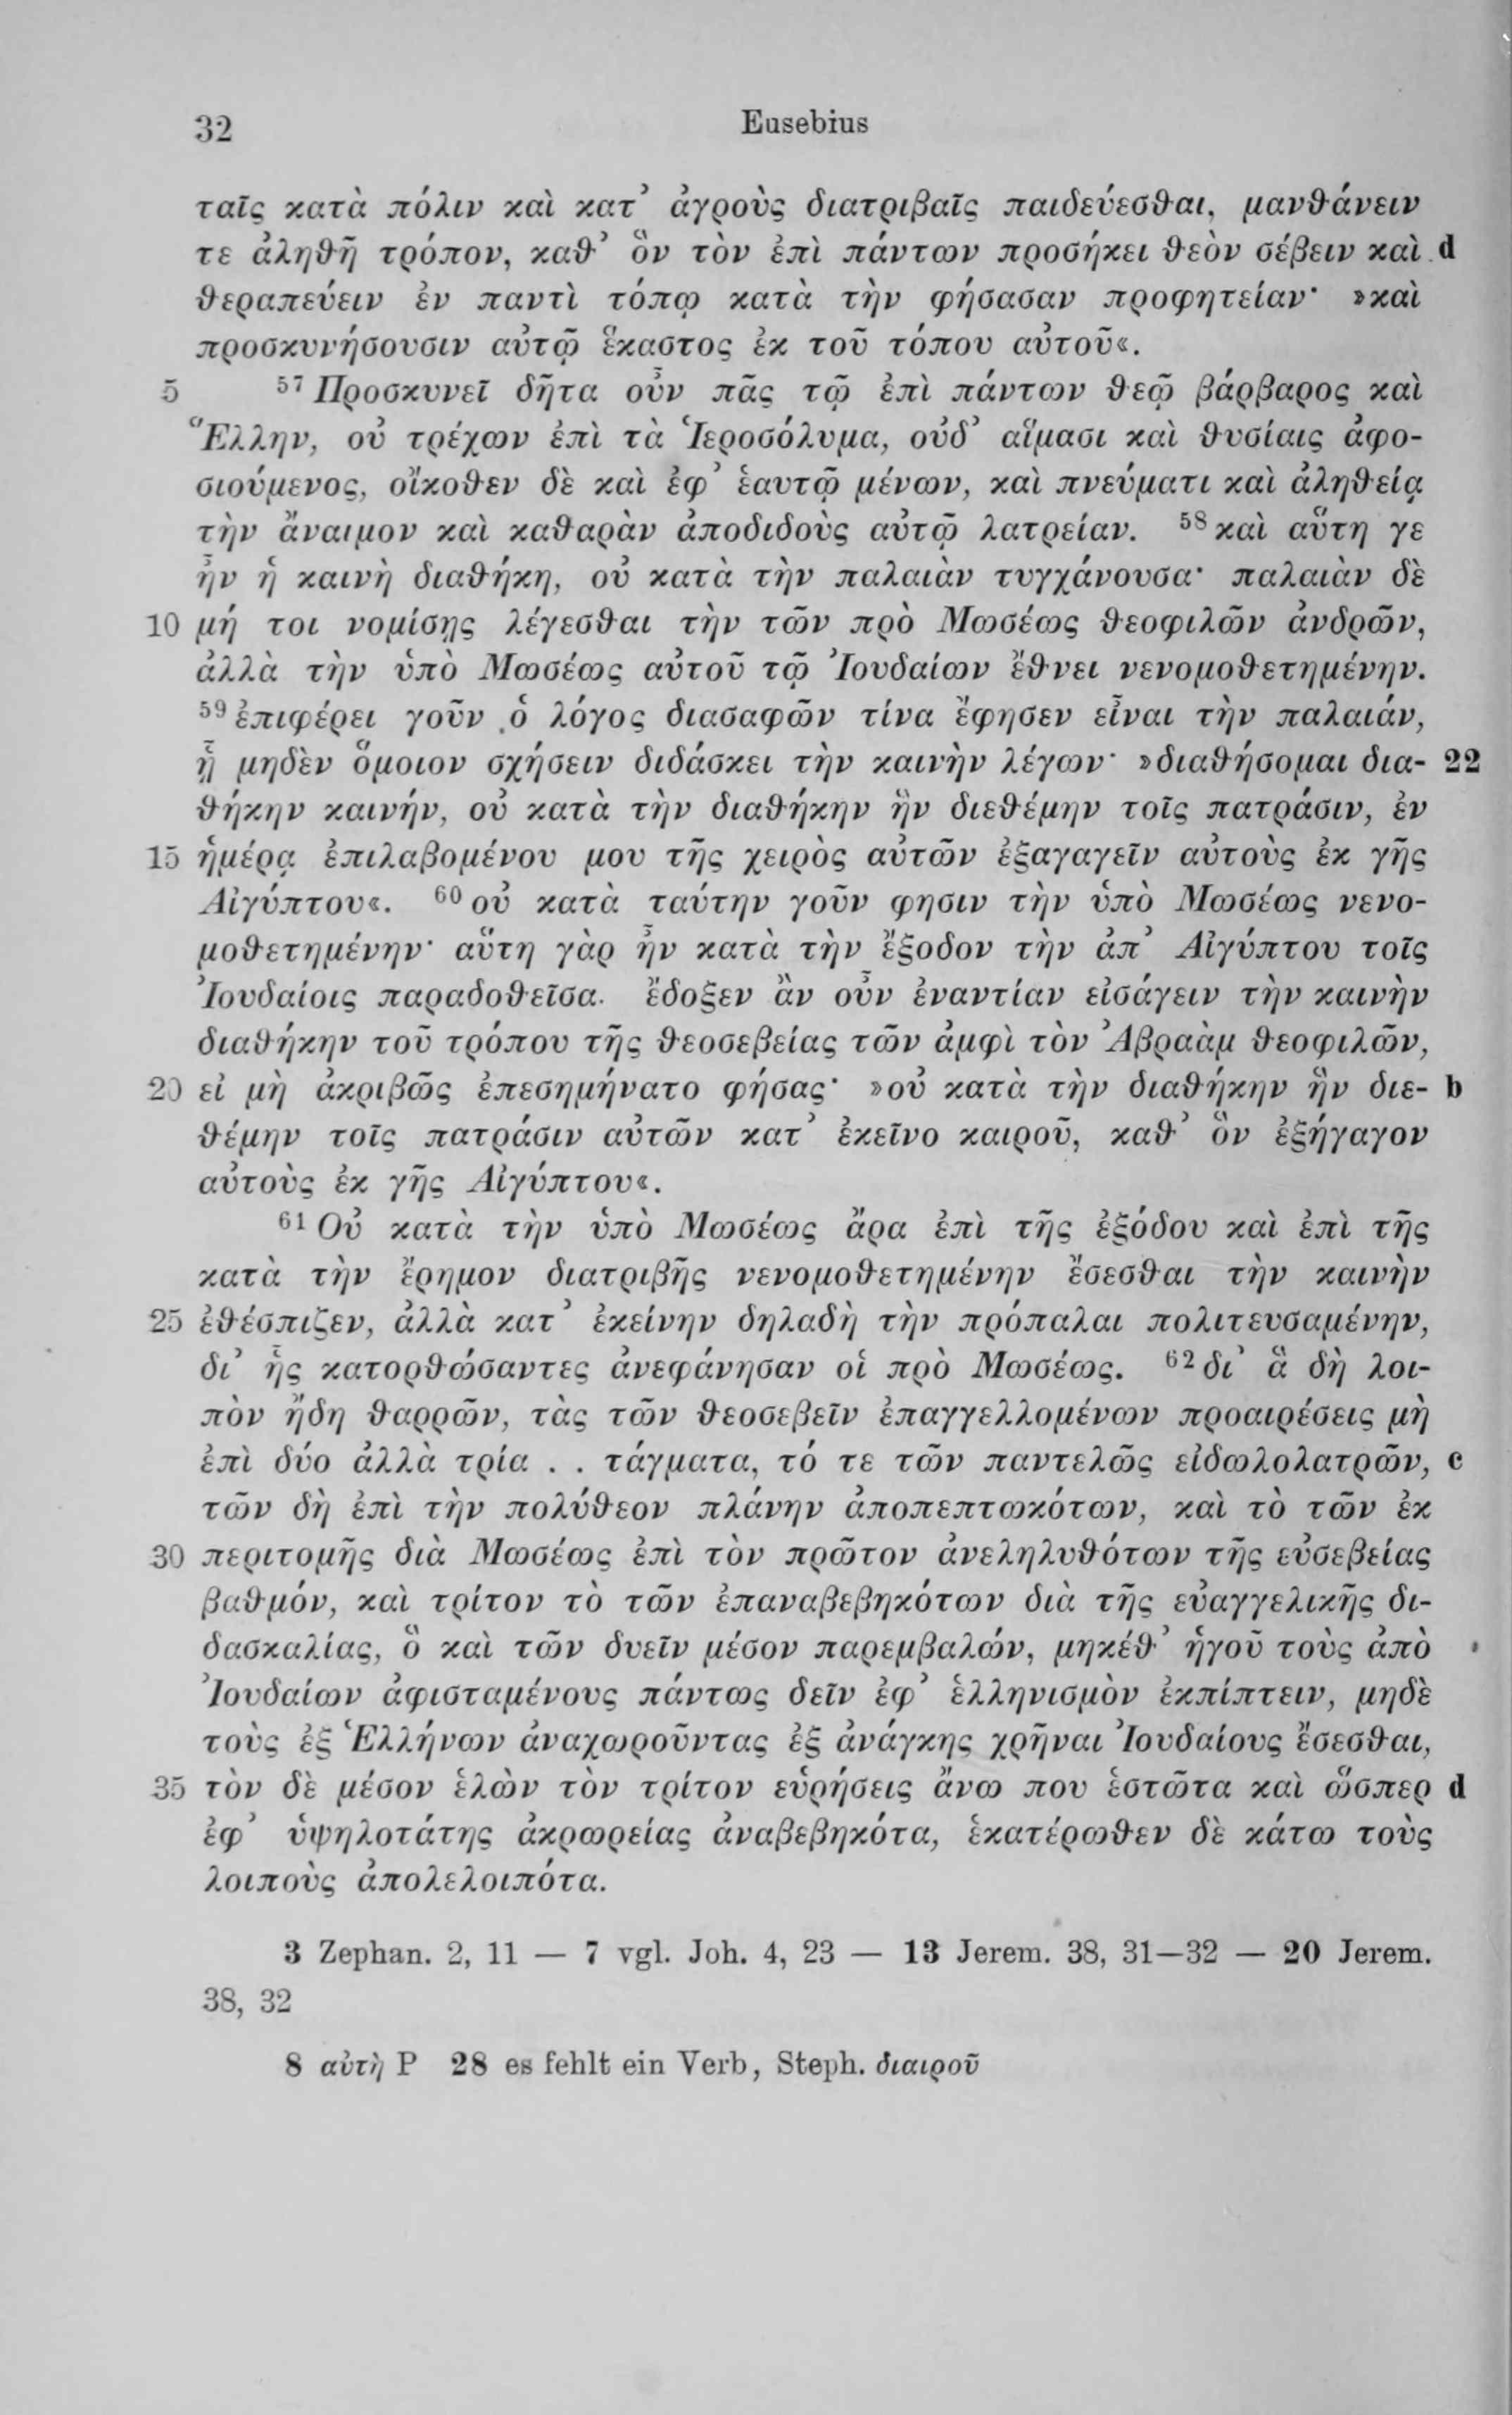 32 Eusebius
ταῖς κατὰ πόλιν καὶ κατ’ ἀγροὺς διατριβαῖς παιδεύεσθαι, μανθάνειν
τε ἀληθῆ τρόπον, καθ’ ὃν τὸν ἐπὶ πάντων προσήκει θεὸν σέβειν καὶ d
θεραπεύειν ἐν παντὶ τόπῳ κατὰ τὴν φήσασαν προφητείαν· »καὶ
προσκυνήσουσιν αὐτῷ ἕκαστος ἐκ τοῦ τόπου αὐτοῦ«.
5 ⁵⁷ Προσκυνεῖ δῆτα οὖν πᾶς τῷ ἐπὶ πάντων θεῷ βάρβαρος καὶ
Ἕλλην, οὐ τρέχων ἐπὶ τὰ Ἱεροσόλυμα, οὐδ’ αἵμασι καὶ θυσίαις ἀφο-
σιούμενος, οἴκοθεν δὲ καὶ ἐφ’ ἑαυτῷ μένων, καὶ πνεύματι καὶ ἀληθείᾳ
τὴν ἄναιμον καὶ καθαρὰν ἀποδιδοὺς αὐτῷ λατρείαν. ⁵⁸ καὶ αὕτη γε
ἦν ἡ καινὴ διαθήκη, οὐ κατὰ τὴν παλαιὰν τυγχάνουσα· παλαιὰν δὲ
10 μή τοι νομίσῃς λέγεσθαι τὴν τῶν πρὸ Μωσέως θεοφιλῶν ἀνδρῶν,
ἀλλὰ τὴν ὑπὸ Μωσέως αὐτοῦ τῷ Ἰουδαίων ἔθνει νενομοθετημένην.
⁵⁹ ἐπιφέρει γοῦν ὁ λόγος διασαφῶν τίνα ἔφησεν εἶναι τὴν παλαιάν,
ᾗ μηδὲν ὅμοιον σχήσειν διδάσκει τὴν καινὴν λέγων· »διαθήσομαι δια- 22
θήκην καινήν, οὐ κατὰ τὴν διαθήκην ἣν διεθέμην τοῖς πατράσιν, ἐν
15 ἡμέρᾳ ἐπιλαβομένου μου τῆς χειρὸς αὐτῶν ἐξαγαγεῖν αὐτοὺς ἐκ γῆς
Αἰγύπτου«. ⁶⁰ οὐ κατὰ ταύτην γοῦν φησιν τὴν ὑπὸ Μωσέως νενο-
μοθετημένην· αὕτη γὰρ ἦν κατὰ τὴν ἔξοδον τὴν ἀπ’ Αἰγύπτου τοῖς
Ἰουδαίοις παραδοθεῖσα. ἔδοξεν ἂν οὖν ἐναντίαν εἰσάγειν τὴν καινὴν
διαθήκην τοῦ τρόπου τῆς θεοσεβείας τῶν ἀμφὶ τὸν Ἀβραὰμ θεοφιλῶν,
20 εἰ μὴ ἀκριβῶς ἐπεσημήνατο φήσας· »οὐ κατὰ τὴν διαθήκην ἣν διε- b
θέμην τοῖς πατράσιν αὐτῶν κατ’ ἐκεῖνο καιροῦ, καθ’ ὃν ἐξήγαγον
αὐτοὺς ἐκ γῆς Αἰγύπτου«.
⁶¹ Οὐ κατὰ τὴν ὑπὸ Μωσέως ἄρα ἐπὶ τῆς ἐξόδου καὶ ἐπὶ τῆς
κατὰ τὴν ἔρημον διατριβῆς νενομοθετημένην ἔσεσθαι τὴν καινὴν
25 ἐθέσπιζεν, ἀλλὰ κατ’ ἐκείνην δηλαδὴ τὴν πρόπαλαι πολιτευσαμένην,
δι’ ἧς κατορθώσαντες ἀνεφάνησαν οἱ πρὸ Μωσέως. ⁶² δι’ ἃ δὴ λοι-
πὸν ἤδη θαρρῶν, τὰς τῶν θεοσεβεῖν ἐπαγγελλομένων προαιρέσεις μὴ
ἐπὶ δύο ἀλλὰ τρία . . τάγματα, τό τε τῶν παντελῶς εἰδωλολατρῶν, c
τῶν δὴ ἐπὶ τὴν πολύθεον πλάνην ἀποπεπτωκότων, καὶ τὸ τῶν ἐκ
30 περιτομῆς διὰ Μωσέως ἐπὶ τὸν πρῶτον ἀνεληλυθότων τῆς εὐσεβείας
βαθμόν, καὶ τρίτον τὸ τῶν ἐπαναβεβηκότων διὰ τῆς εὐαγγελικῆς δι-
δασκαλίας, ὃ καὶ τῶν δυεῖν μέσον παρεμβαλών, μηκέθ’ ἡγοῦ τοὺς ἀπὸ
Ἰουδαίων ἀφισταμένους πάντως δεῖν ἐφ’ ἑλληνισμὸν ἐκπίπτειν, μηδὲ
τοὺς ἐξ Ἑλλήνων ἀναχωροῦντας ἐξ ἀνάγκης χρῆναι Ἰουδαίους ἔσεσθαι,
35 τὸν δὲ μέσον ἑλὼν τὸν τρίτον εὑρήσεις ἄνω που ἑστῶτα καὶ ὥσπερ d
ἐφ’ ὑψηλοτάτης ἀκρωρείας ἀναβεβηκότα, ἑκατέρωθεν δὲ κάτω τοὺς
λοιποὺς ἀπολελοιπότα.
3 Zephan. 2, 11 — 7 vgl. Joh. 4, 23 — 13 Jerem. 38, 31—32 — 20 Jerem.
38, 32
8 αὐτὴ P 28 es fehlt ein Verb, Steph. διαιροῦ